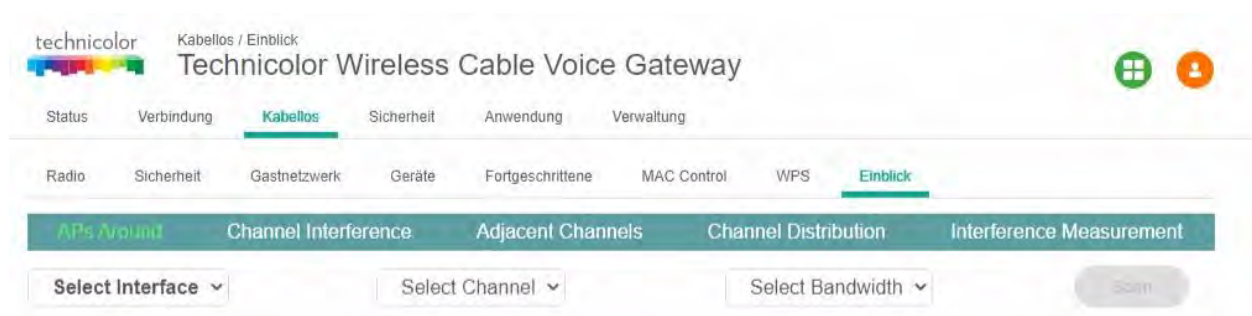 technicolor
Kabellos / Einblick
Technicolor Wireless Cable Voice Gateway
Status Verbindung Kabellos Sicherheit Anwendung Verwaltung
Radio Sicherheit Gastnetzwerk Geräte Fortgeschrittene MAC Control WPS Einblick
APs Around Channel Interference Adjacent Channels Channel Distribution Interference Measurement
Select Interface Select Channel Select Bandwidth Scan